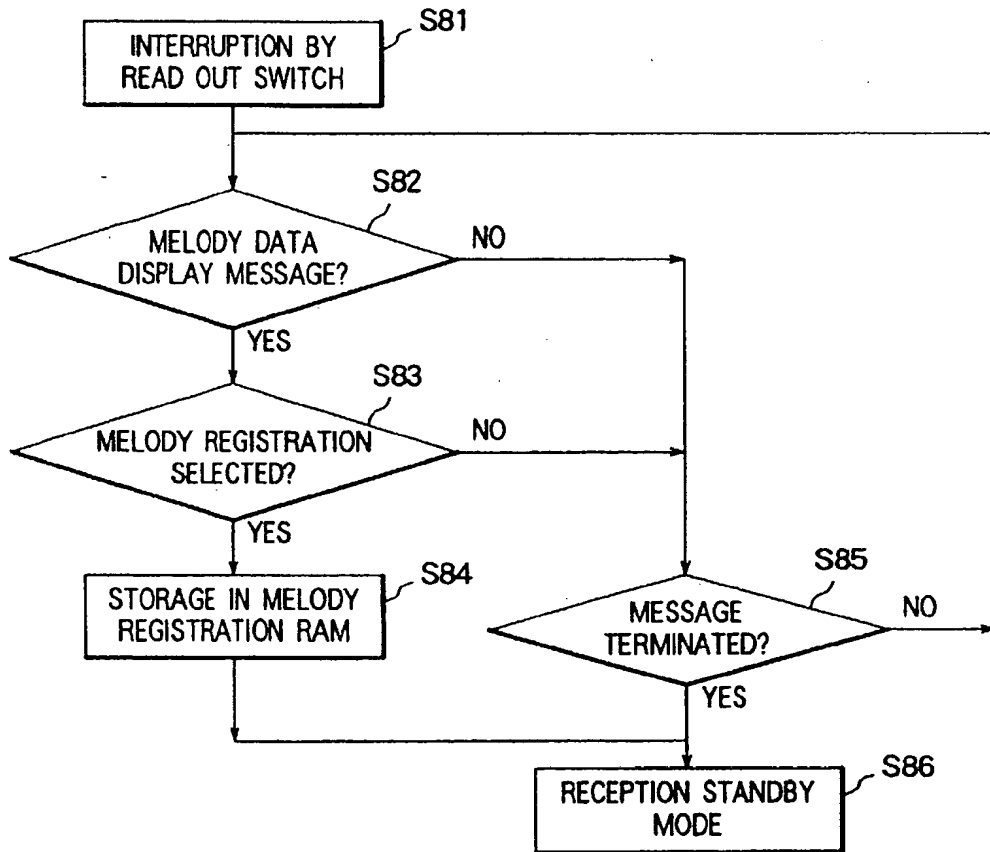 S81
INTERRUPTION BY
READ OUT SWITCH
S82
MELODY DATA
DISPLAY MESSAGE?
NO
YES
S83
MELODY REGISTRATION
SELECTED?
NO
YES
S84
STORAGE IN MELODY
REGISTRATION RAM
S85
MESSAGE
TERMINATED?
NO
YES
S86
RECEPTION STANDBY
MODE